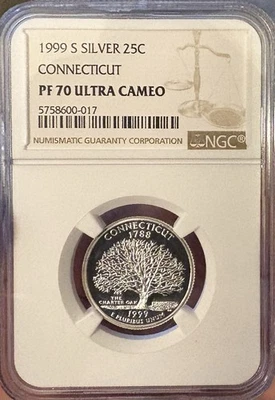 1999 S SILVER 25C
CONNECTICUT
PF 70 ULTRA CAMEO
5758600-017
NUMISMATIC GUARANTY CORPORATION NGC
CONNECTICUT
1788
THE
CHARTER OAK
1999
E PLURIBUS UNUM